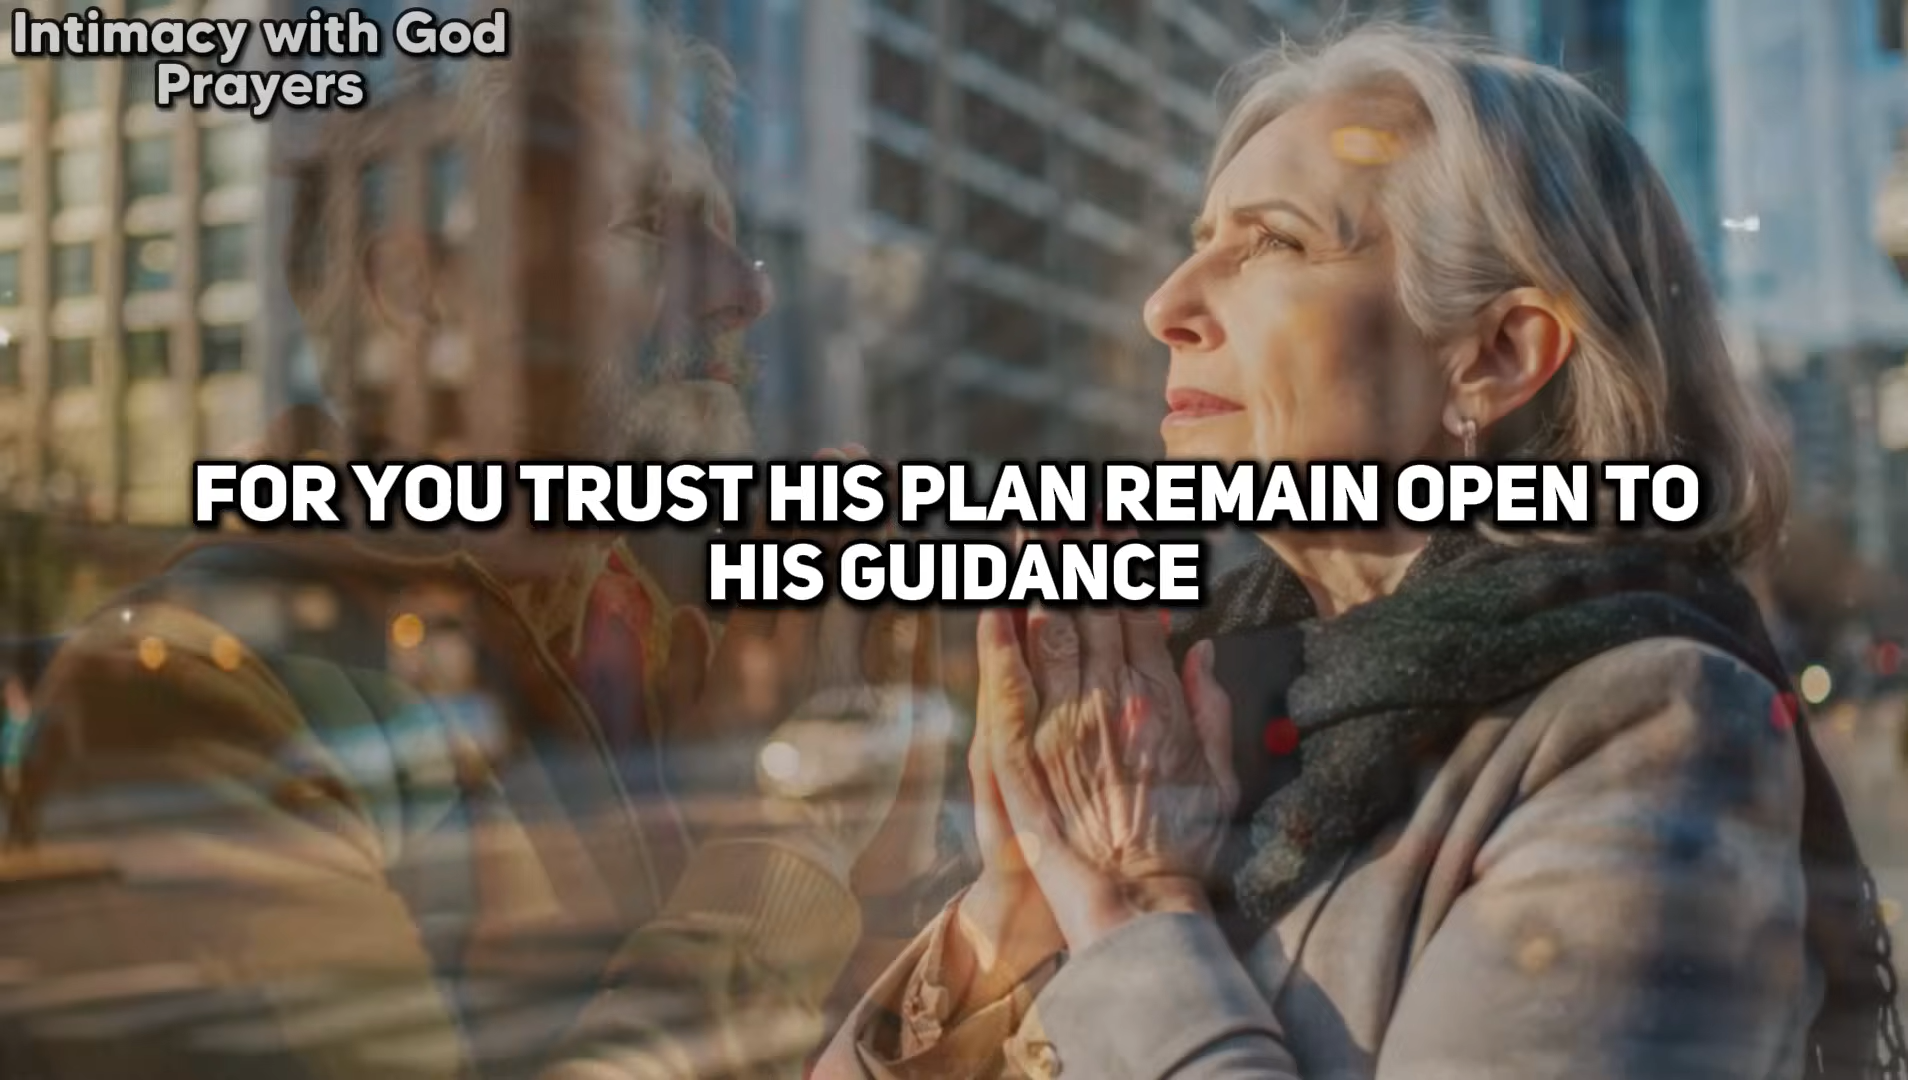 Intimacy with God
Prayers
FOR YOU TRUST HIS PLAN REMAIN OPEN TO
HIS GUIDANCE